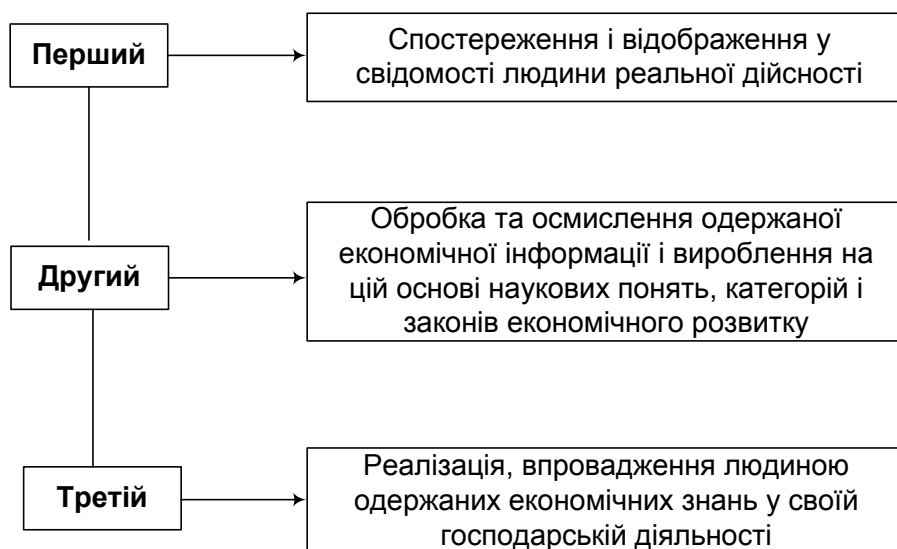 Перший
Спостереження і відображення у
свідомості людини реальної дійсності
Другий
Обробка та осмислення одержаної
економічної інформації і вироблення на
цій основі наукових понять, категорій і
законів економічного розвитку
Третій
Реалізація, впровадження людиною
одержаних економічних знань у своїй
господарській діяльності